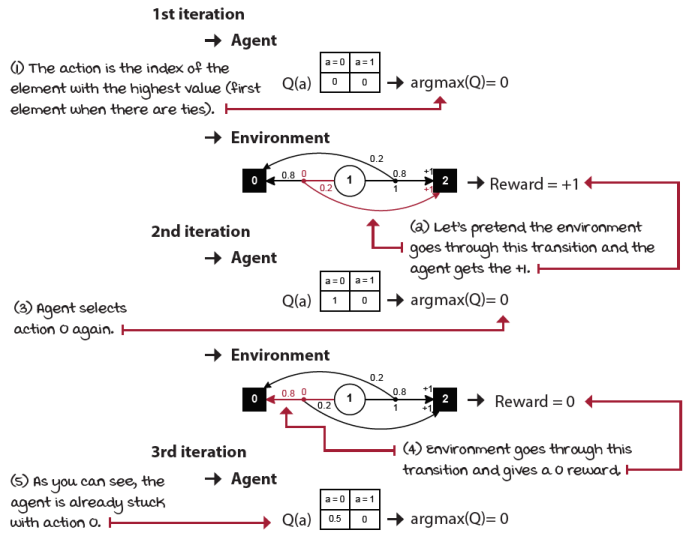 1st iteration
→ Agent
(1) The action is the index of the
element with the highest value (first
element when there are ties).
a=0 a=1
Q(a) 0 0 → argmax(Q)= 0
→ Environment
0 0.8 0 0.2 1 0.2 0.8 1 +1 +1 2 → Reward = +1
(2) Let's pretend the environment
goes through this transition and the
agent gets the +1.
2nd iteration
→ Agent
a=0 a=1
Q(a) 1 0 → argmax(Q)= 0
(3) Agent selects
action 0 again.
→ Environment
0 0.8 0 0.2 1 0.2 0.8 1 +1 +1 2 → Reward = 0
(4) Environment goes through this
transition and gives a 0 reward.
3rd iteration
→ Agent
(5) As you can see, the
agent is already stuck
with action 0.
a=0 a=1
Q(a) 0.5 0 → argmax(Q)= 0